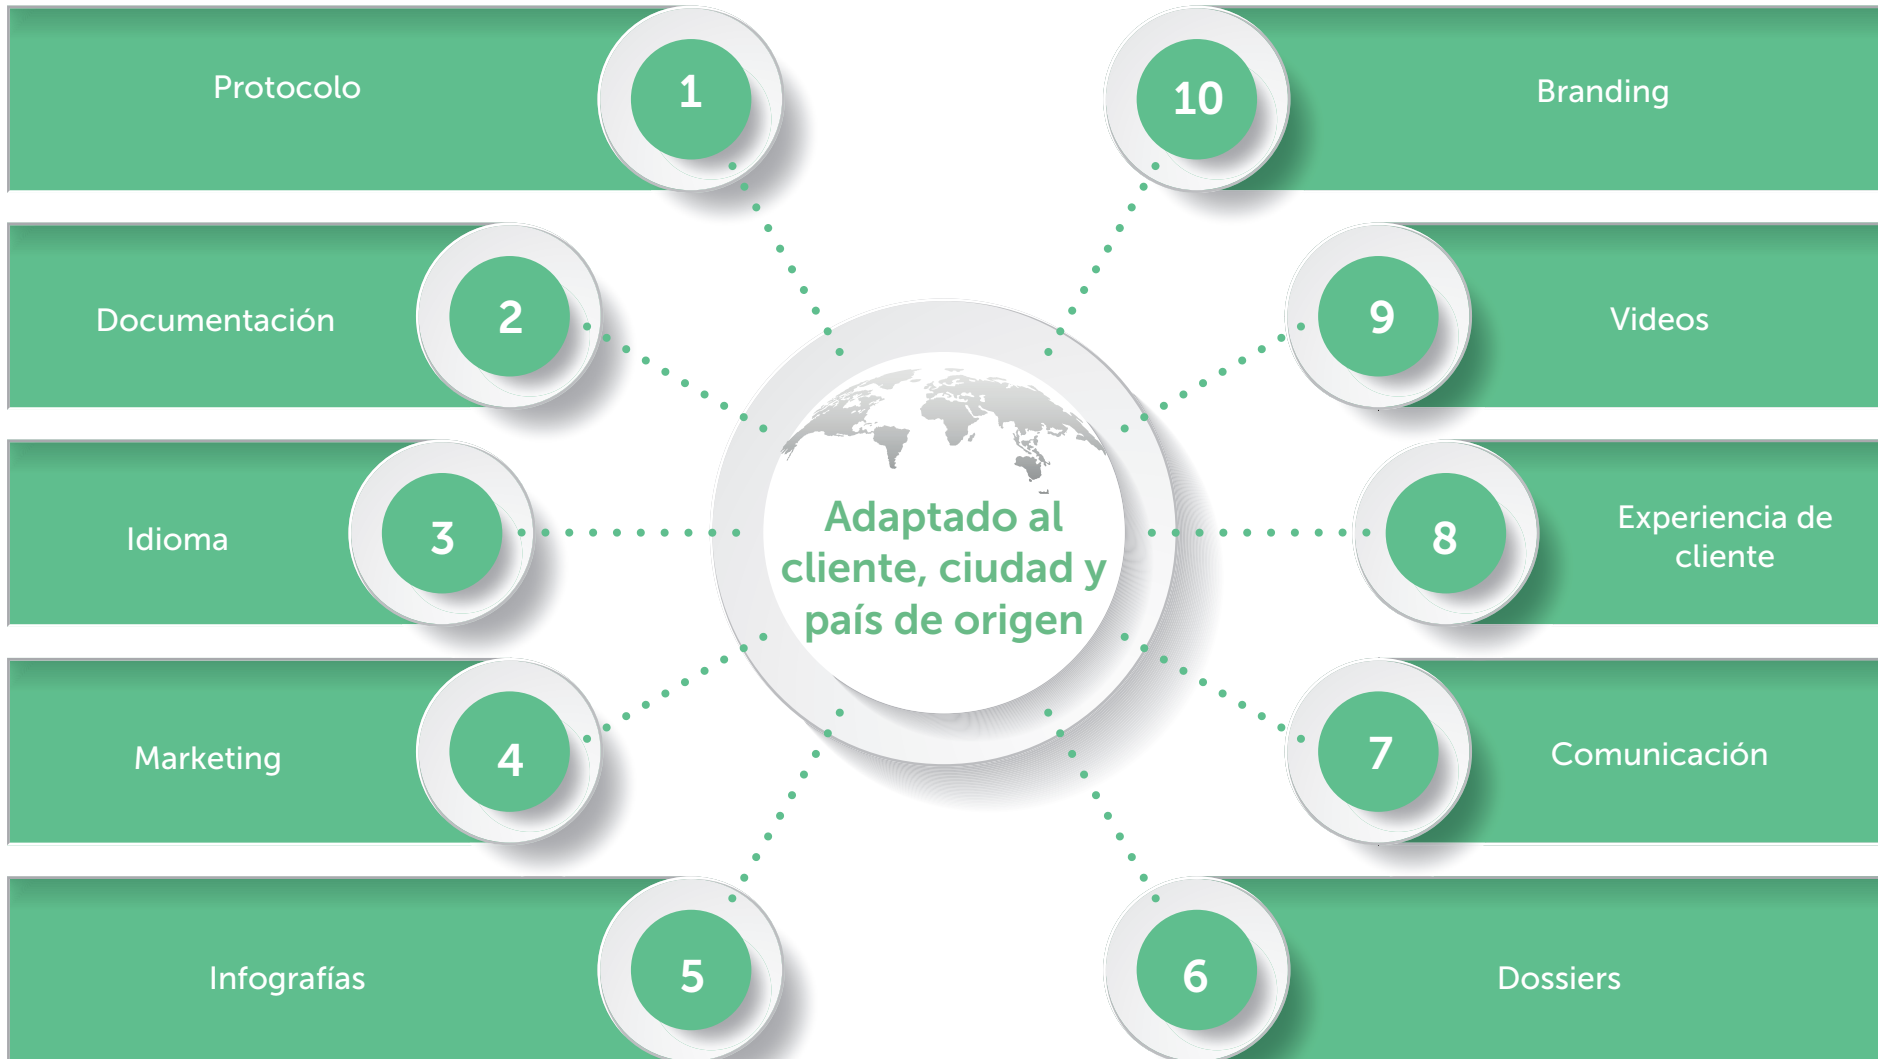 Protocolo
1
Documentación
2
Idioma
3
Marketing
4
Infografías
5
Adaptado al
cliente, ciudad y
país de origen
10
Branding
9
Videos
8
Experiencia de
cliente
7
Comunicación
6
Dossiers